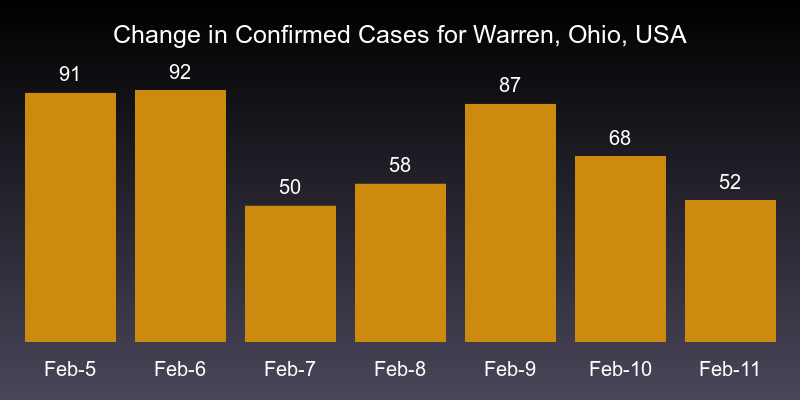 Change in Confirmed Cases for Warren, Ohio, USA
91
92
50
58
87
68
52
Feb-5
Feb-6
Feb-7
Feb-8
Feb-9
Feb-10
Feb-11